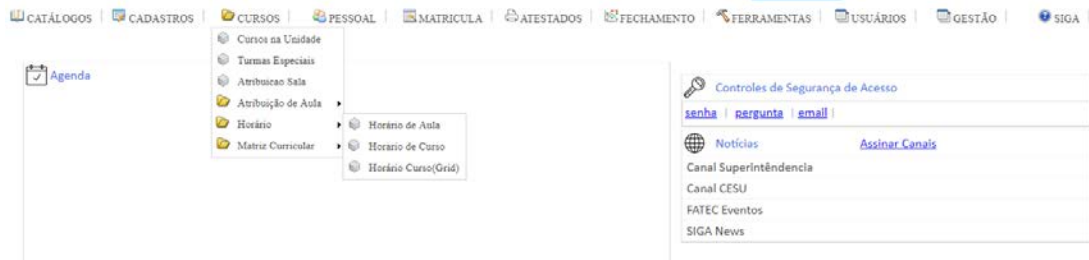 CATÁLOGOS | CADASTROS | CURSOS | PESSOAL | MATRICULA | ATESTADOS | FECHAMENTO | FERRAMENTAS | USUÁRIOS | GESTÃO | SIGA
Cursos na Unidade
Turmas Especiais
Atribuicao Sala
Atribuição de Aula
Horário
Matriz Curricular
Horário de Aula
Horario de Curso
Horário Curso(Grid)
Agenda
Controles de Segurança de Acesso
senha | pergunta | email |
Notícias Assinar Canais
Canal Superintêndencia
Canal CESU
FATEC Eventos
SIGA News